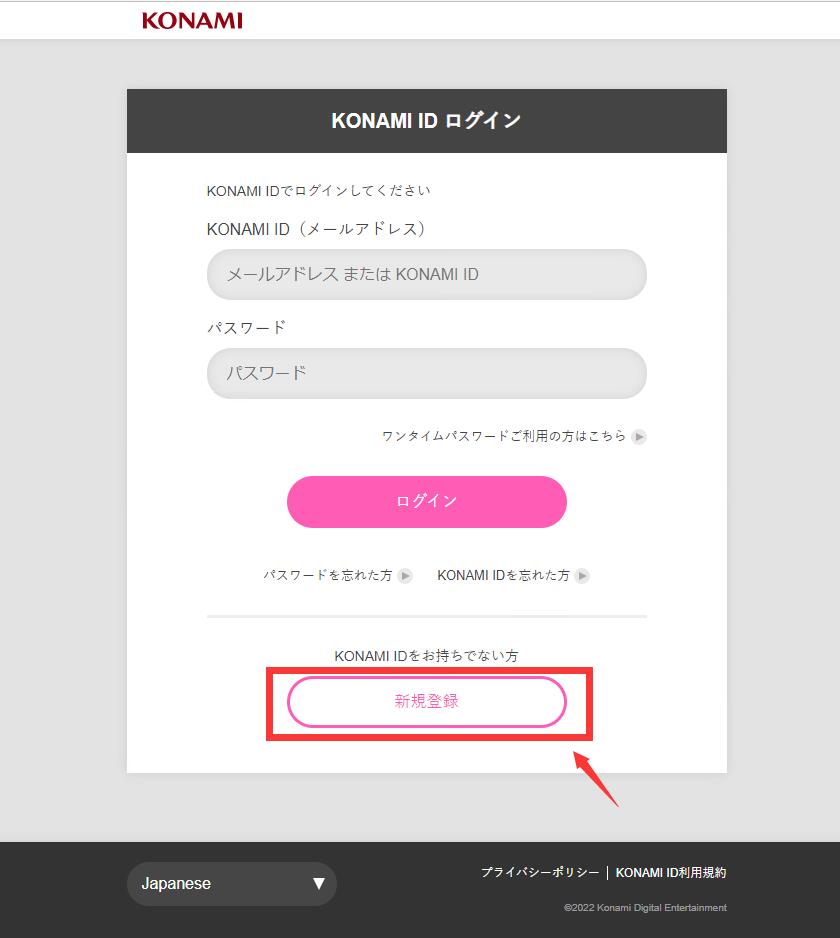 KONAMI
KONAMI ID ログイン
KONAMI IDでログインしてください
KONAMI ID（メールアドレス）
メールアドレス または KONAMI ID
パスワード
パスワード
ワンタイムパスワードご利用の方はこちら
ログイン
パスワードを忘れた方 KONAMI IDを忘れた方
KONAMI IDをお持ちでない方
新規登録
Japanese
プライバシーポリシー | KONAMI ID利用規約
©2022 Konami Digital Entertainment